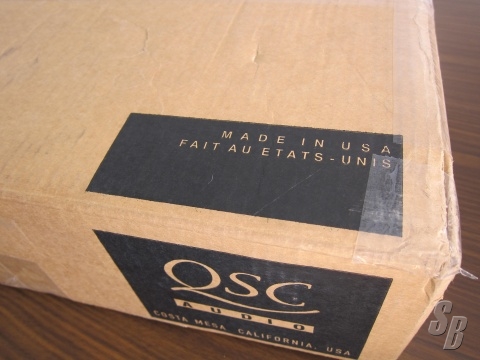 MADE IN USA
FAIT AU ETATS-UNIS
QSC
AUDIO
COSTA MESA, CALIFORNIA, USA
SB